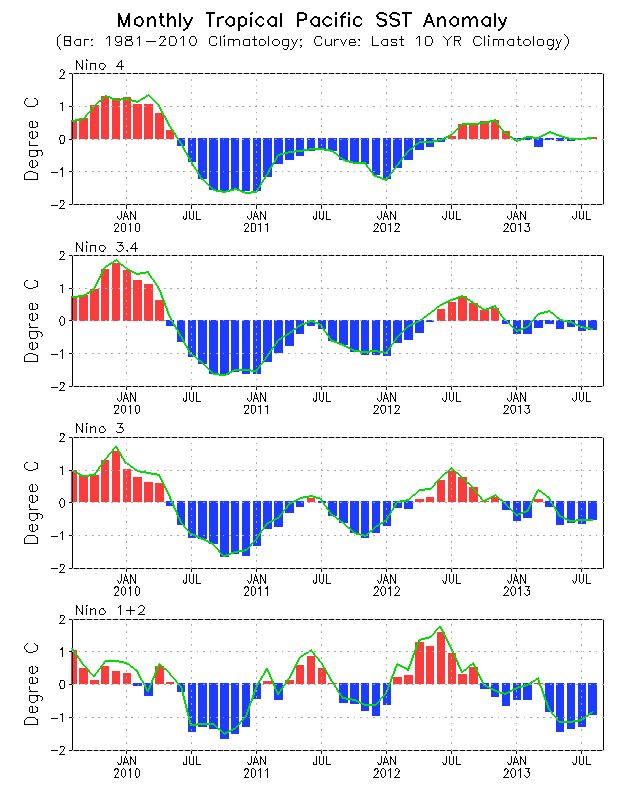 Monthly Tropical Pacific SST Anomaly
(Bar: 1981-2010 Climatology; Curve: Last 10 YR Climatology)
Nino 4
Degree C
2
1
0
-1
-2
JAN JUL JAN JUL JAN JUL JAN JUL
2010 2011 2012 2013
Nino 3.4
Degree C
2
1
0
-1
-2
JAN JUL JAN JUL JAN JUL JAN JUL
2010 2011 2012 2013
Nino 3
Degree C
2
1
0
-1
-2
JAN JUL JAN JUL JAN JUL JAN JUL
2010 2011 2012 2013
Nino 1+2
Degree C
2
1
0
-1
-2
JAN JUL JAN JUL JAN JUL JAN JUL
2010 2011 2012 2013